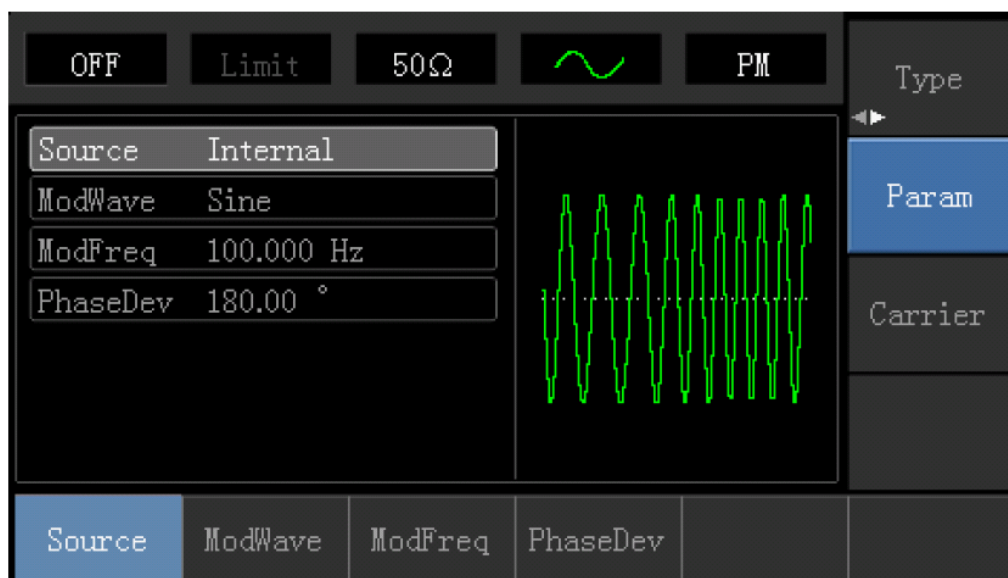 OFF Limit 50Ω PM
Type
Source Internal
ModWave Sine
ModFreq 100.000 Hz
PhaseDev 180.00 °
Param
Carrier
Source ModWave ModFreq PhaseDev